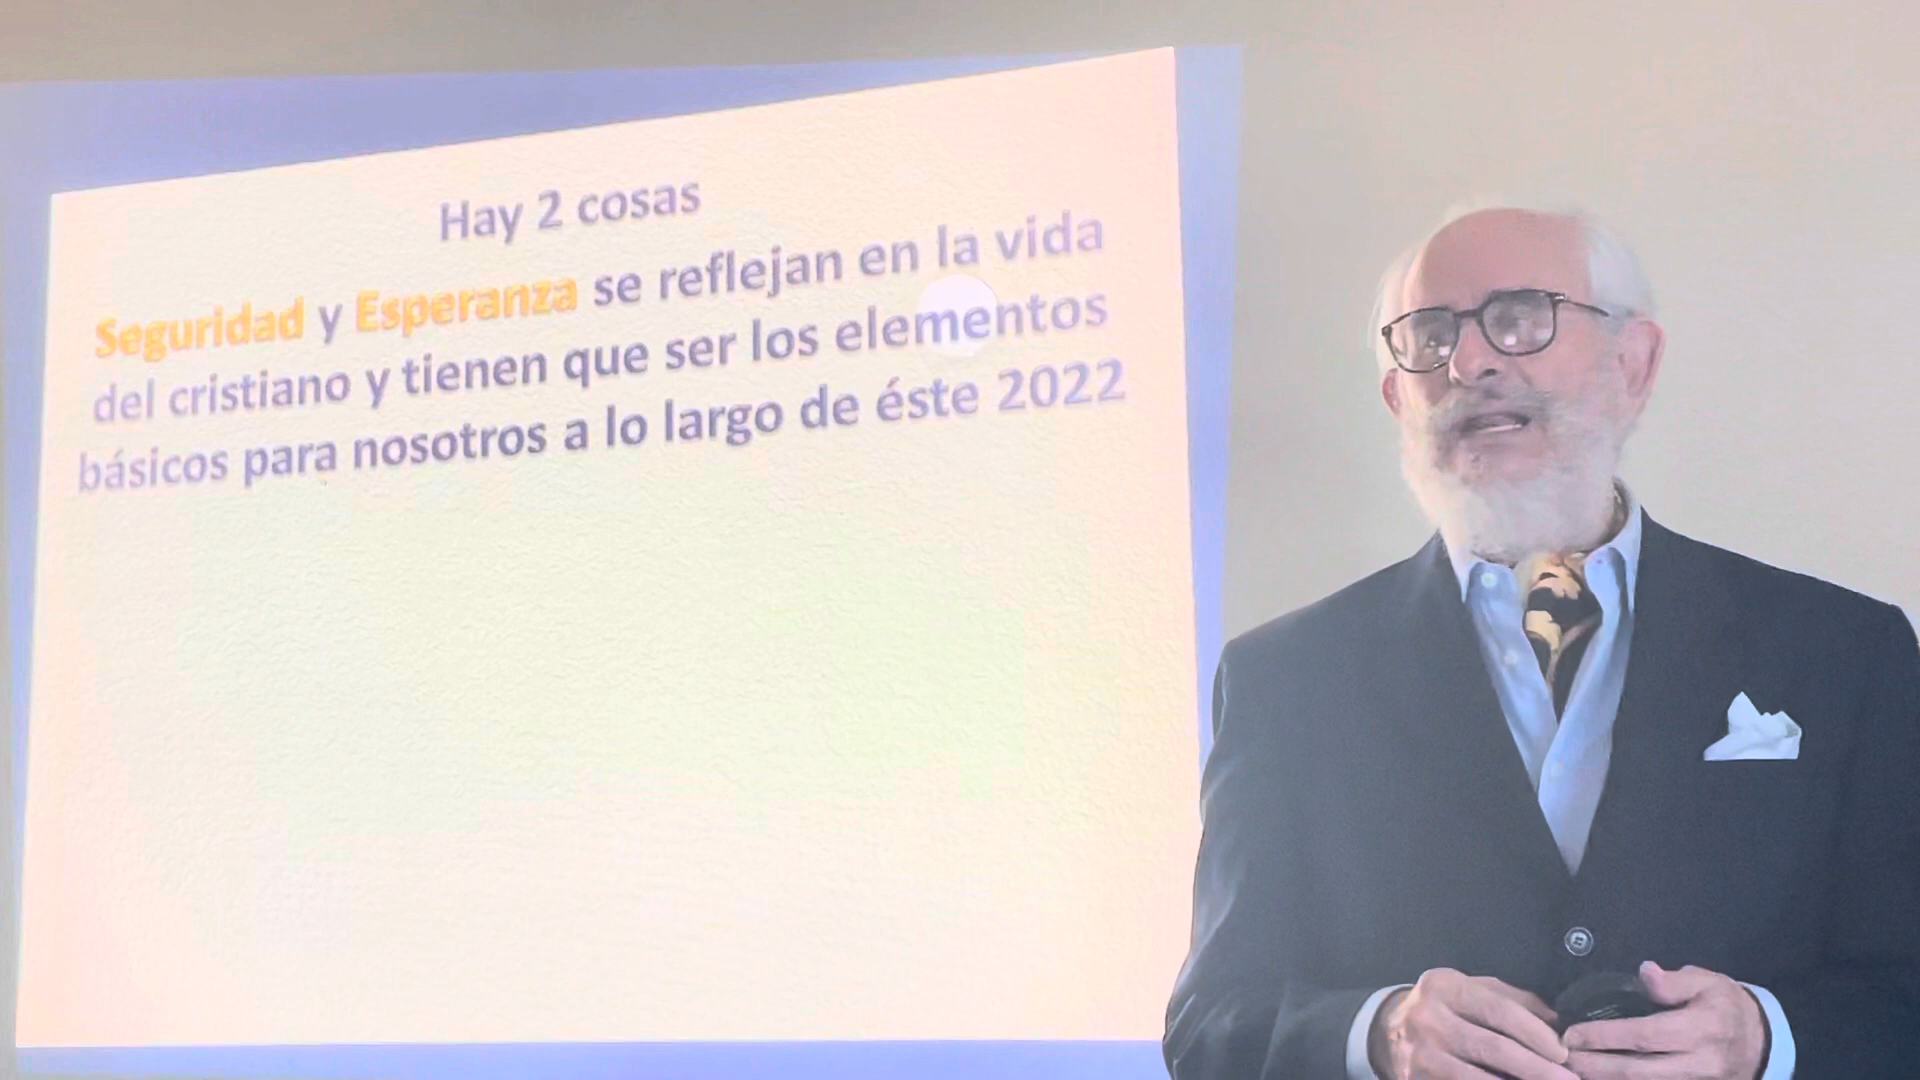 Hay 2 cosas
Seguridad y Esperanza se reflejan en la vida
del cristiano y tienen que ser los elementos
básicos para nosotros a lo largo de éste 2022